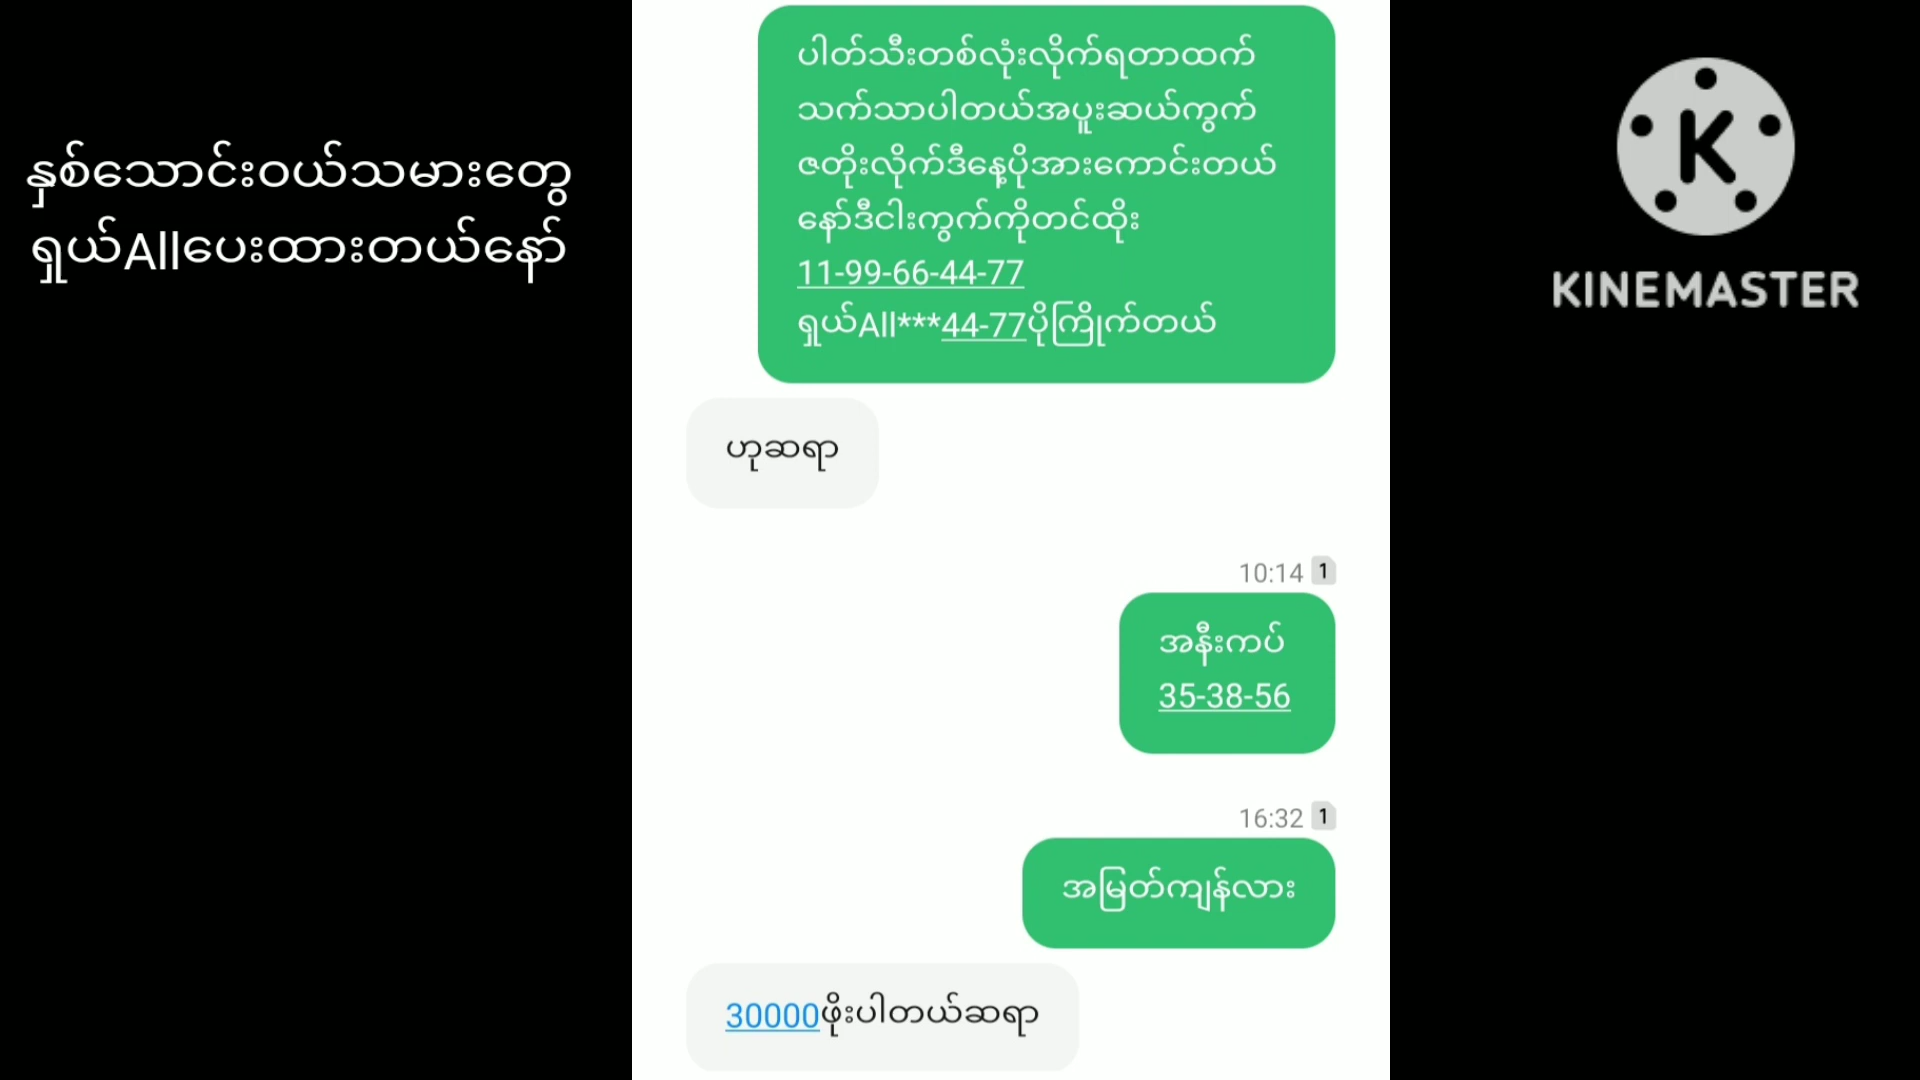 နှစ်သောင်းဝယ်သမားတွေ
ရှယ်Allပေးထားတယ်နော်
ပါတ်သီးတစ်လုံးလိုက်ရတာထက်
သက်သာပါတယ်အပူးဆယ်ကွက်
ဇတိုးလိုက်ဒီနေ့ပိုအားကောင်းတယ်
နော်ဒီငါးကွက်ကိုတင်ထိုး
11-99-66-44-77
ရှယ်All***44-77ပိုကြိုက်တယ်
ဟုဆရာ
10:14 1
အနီးကပ်
35-38-56
16:32 1
အမြတ်ကျန်လား
30000ဖိုးပါတယ်ဆရာ
K
KINEMASTER